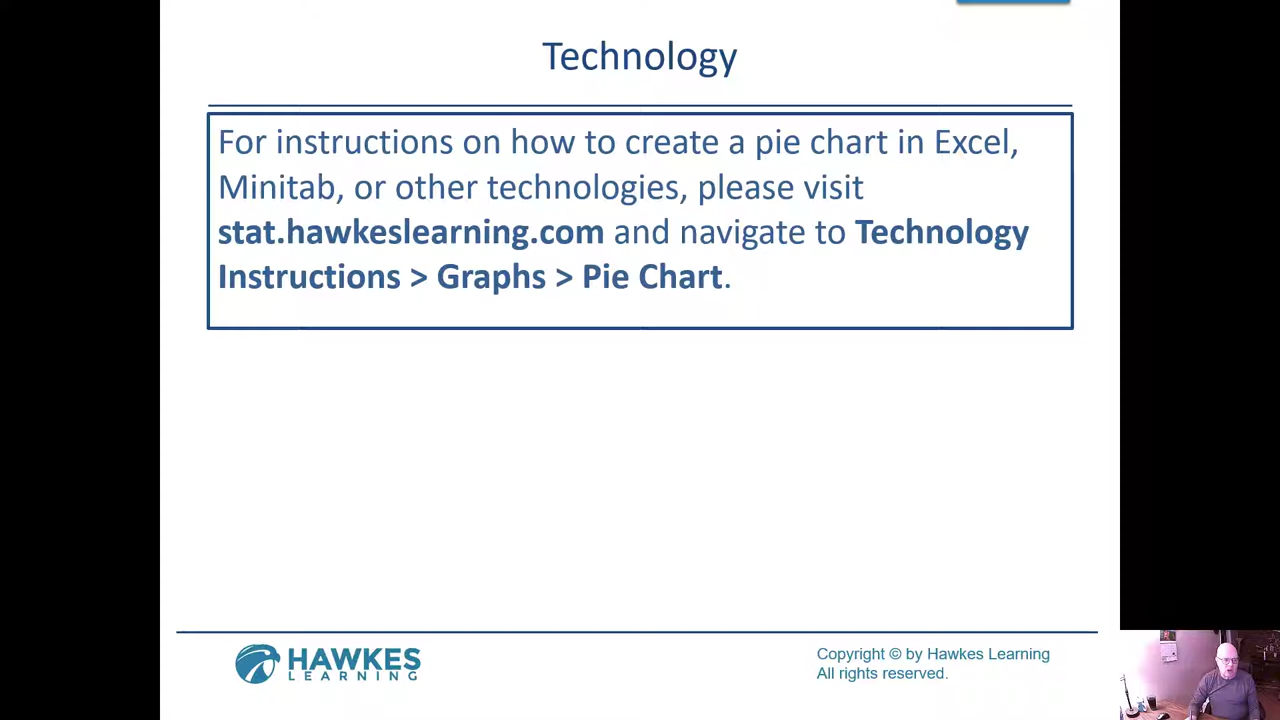 Technology
For instructions on how to create a pie chart in Excel,
Minitab, or other technologies, please visit
stat.hawkeslearning.com and navigate to Technology
Instructions > Graphs > Pie Chart.
HAWKES
LEARNING
Copyright © by Hawkes Learning
All rights reserved.